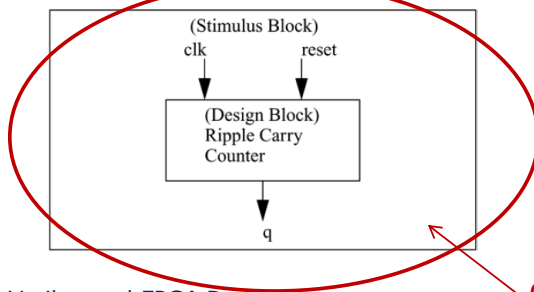 (Stimulus Block)
clk reset
(Design Block)
Ripple Carry
Counter
q